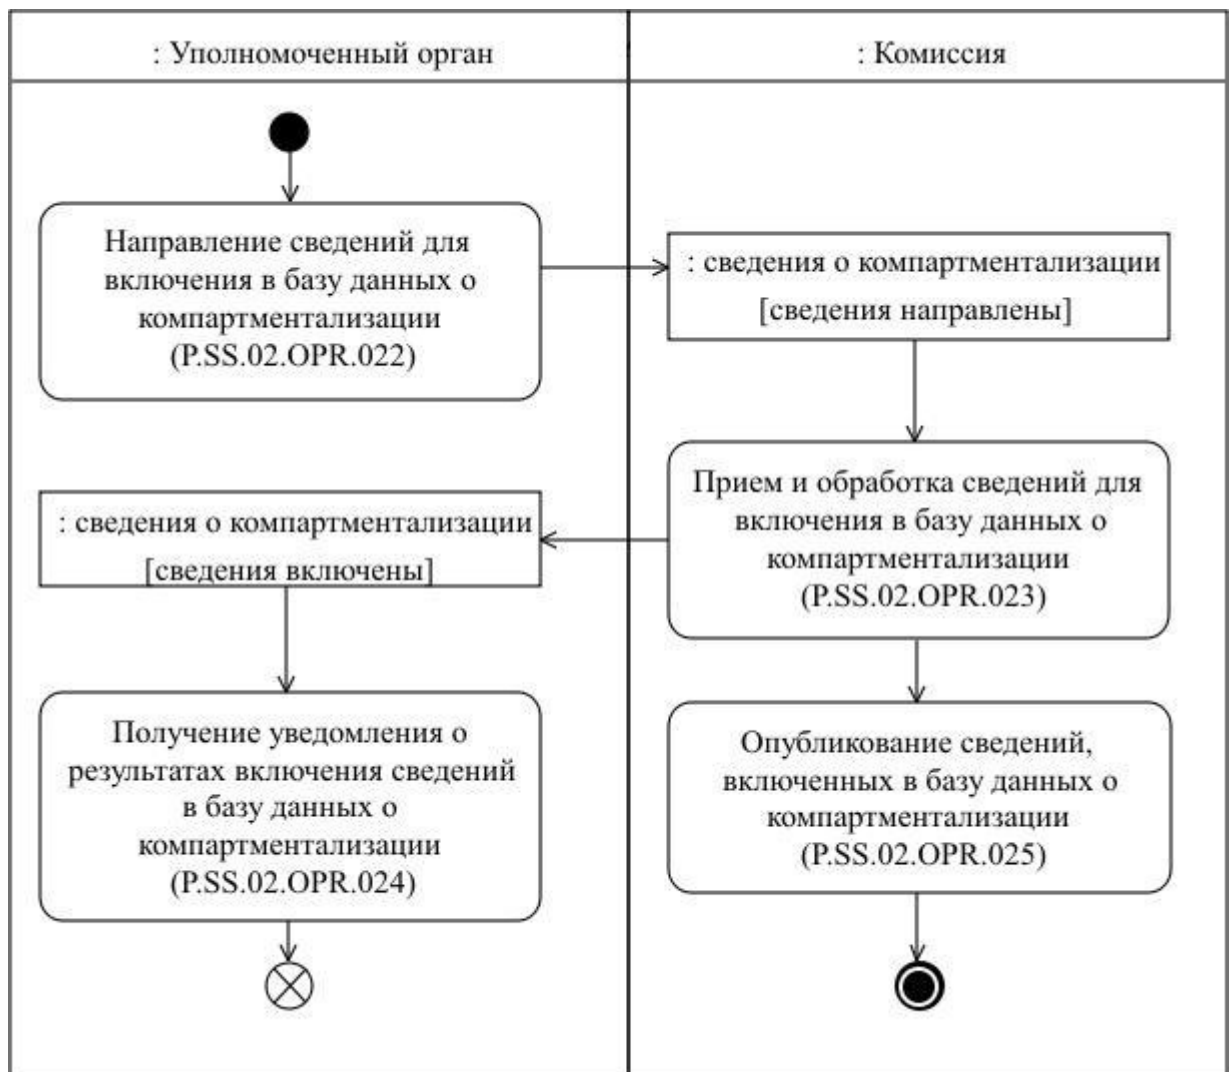 : Уполномоченный орган
: Комиссия
Направление сведений для
включения в базу данных о
компартментализации
(P.SS.02.OPR.022)
: сведения о компартментализации
[сведения направлены]
Прием и обработка сведений для
включения в базу данных о
компартментализации
(P.SS.02.OPR.023)
: сведения о компартментализации
[сведения включены]
Получение уведомления о
результатах включения сведений
в базу данных о
компартментализации
(P.SS.02.OPR.024)
Опубликование сведений,
включенных в базу данных о
компартментализации
(P.SS.02.OPR.025)